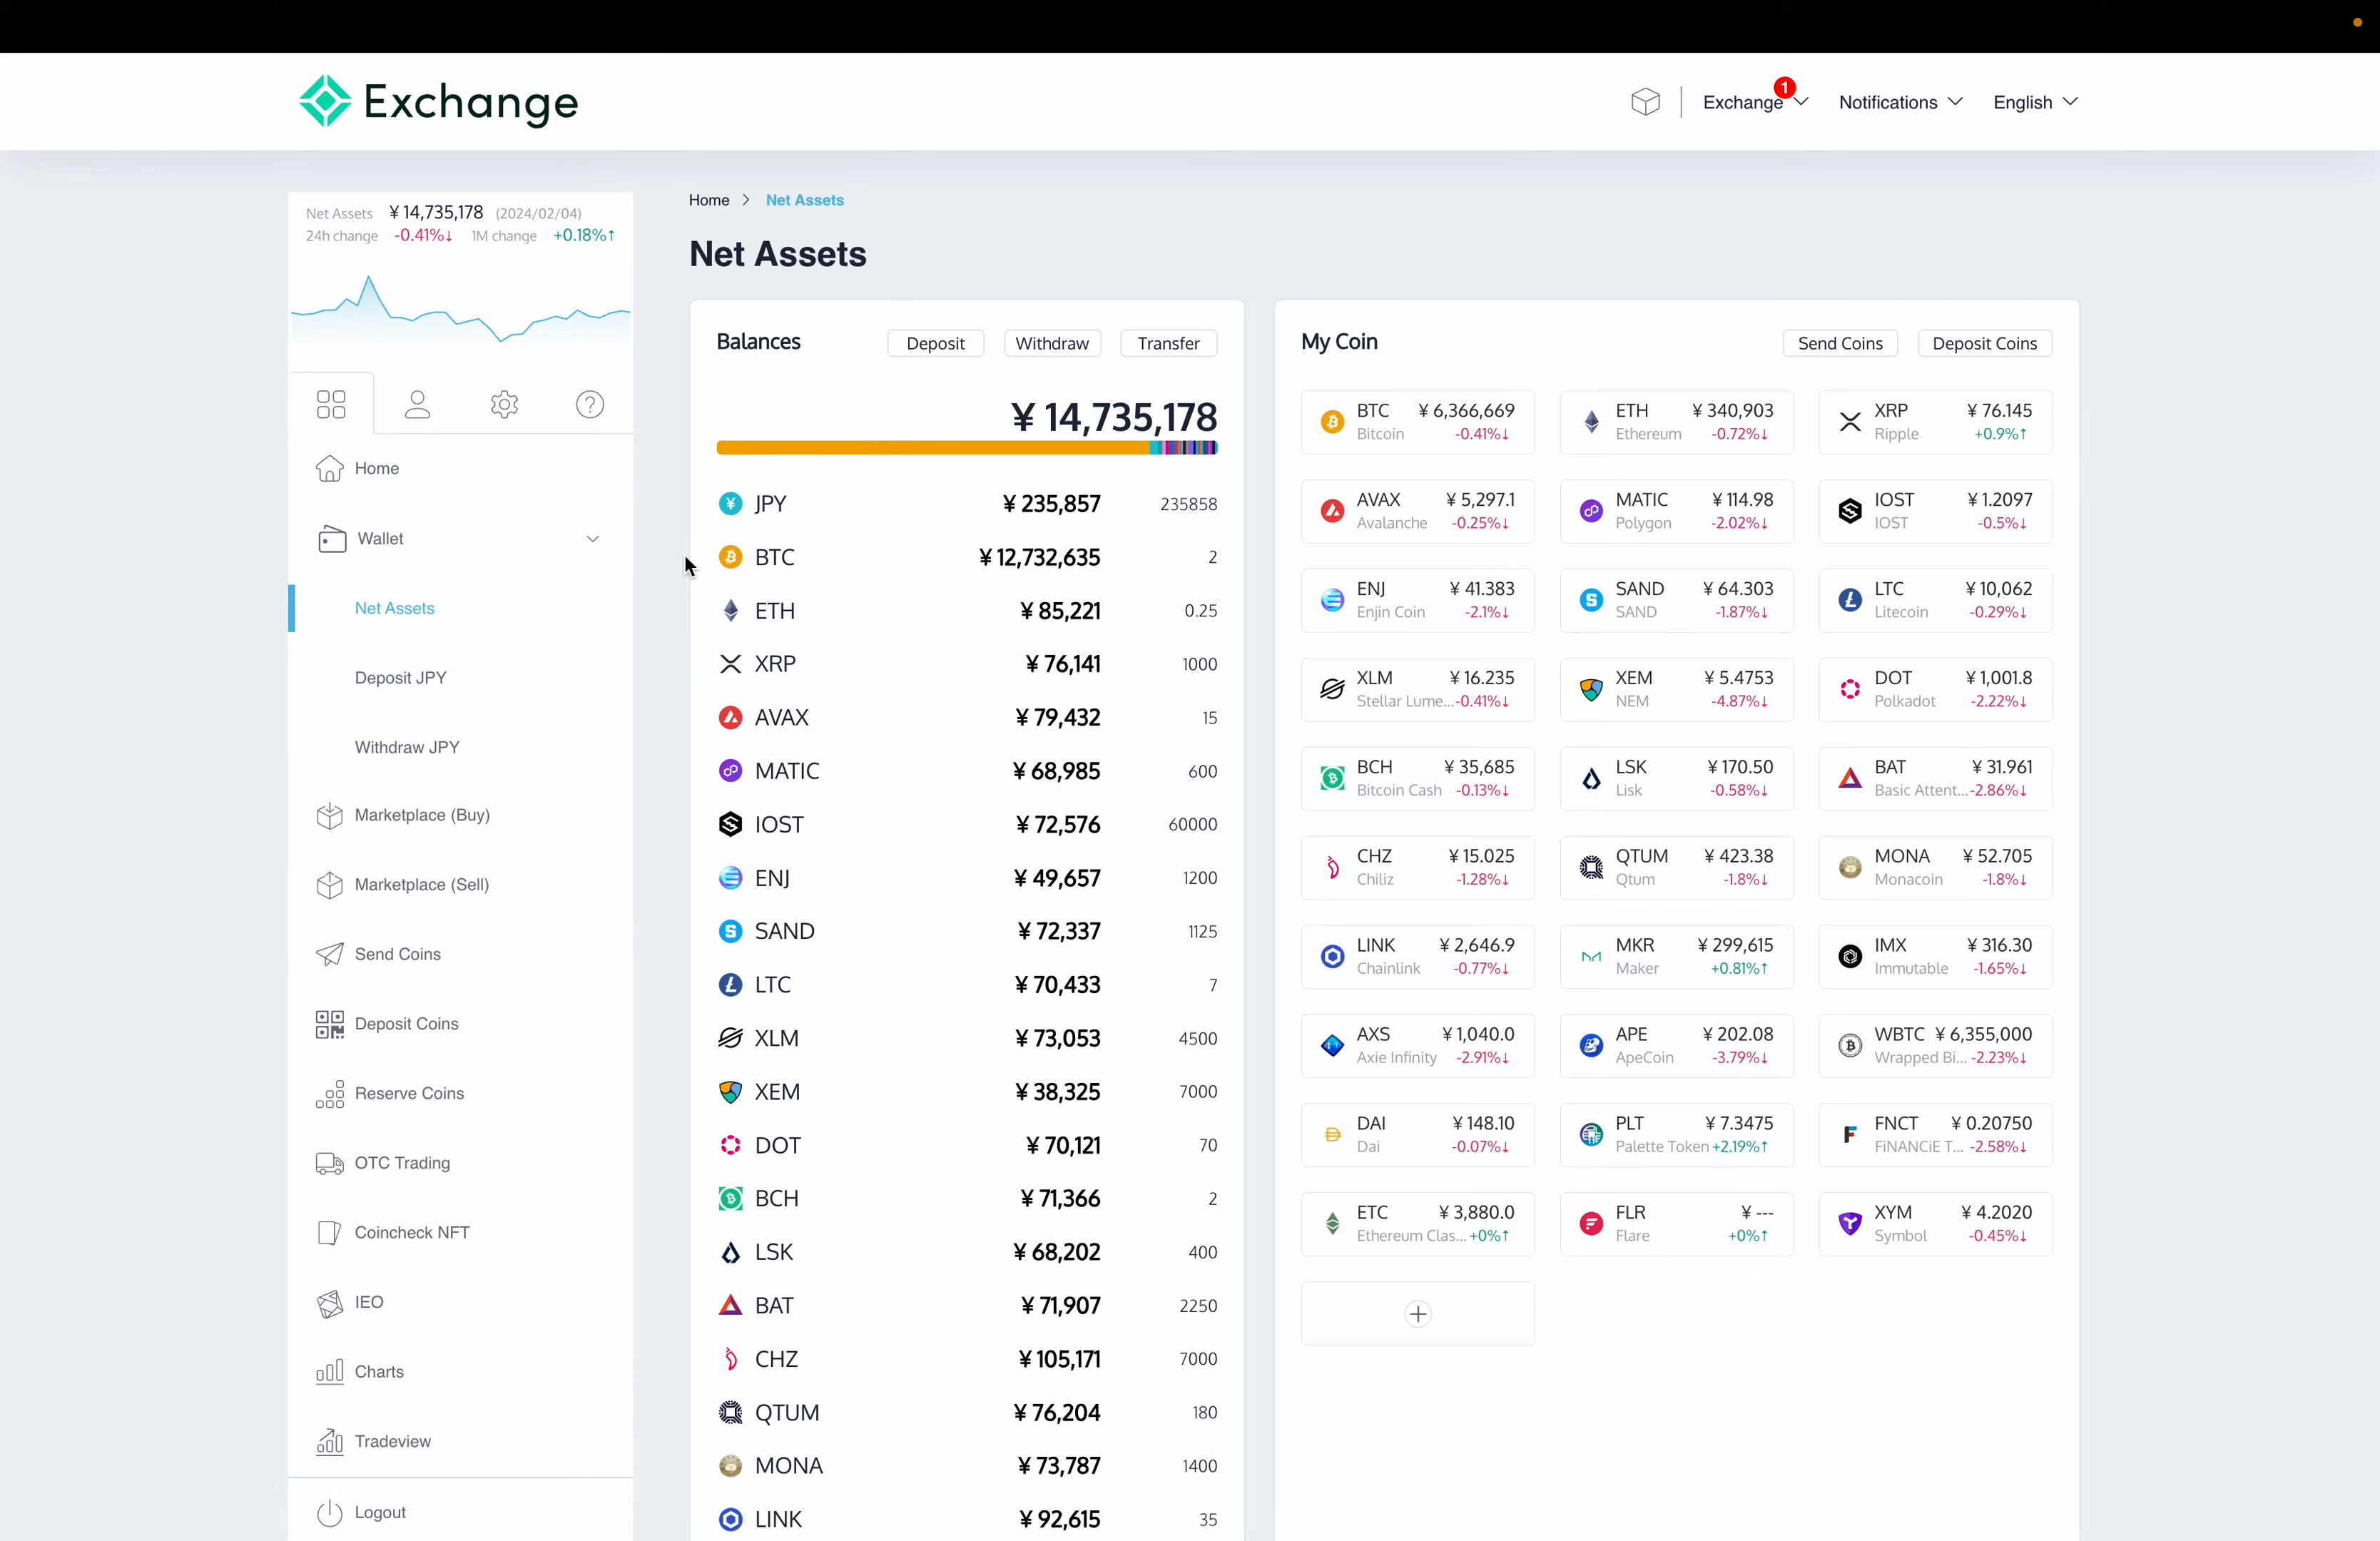 Exchange
Exchange 1 Notifications English
Net Assets ¥ 14,735,178 (2024/02/04)
24h change -0.41%↓ 1M change +0.18%↑
Home
Wallet
Net Assets
Deposit JPY
Withdraw JPY
Marketplace (Buy)
Marketplace (Sell)
Send Coins
Deposit Coins
Reserve Coins
OTC Trading
Coincheck NFT
IEO
Charts
Tradeview
Logout
Home > Net Assets
Net Assets
Balances Deposit Withdraw Transfer
¥ 14,735,178
JPY ¥ 235,857 235858
BTC ¥ 12,732,635 2
ETH ¥ 85,221 0.25
XRP ¥ 76,141 1000
AVAX ¥ 79,432 15
MATIC ¥ 68,985 600
IOST ¥ 72,576 60000
ENJ ¥ 49,657 1200
SAND ¥ 72,337 1125
LTC ¥ 70,433 7
XLM ¥ 73,053 4500
XEM ¥ 38,325 7000
DOT ¥ 70,121 70
BCH ¥ 71,366 2
LSK ¥ 68,202 400
BAT ¥ 71,907 2250
CHZ ¥ 105,171 7000
QTUM ¥ 76,204 180
MONA ¥ 73,787 1400
LINK ¥ 92,615 35
My Coin Send Coins Deposit Coins
BTC ¥ 6,366,669
Bitcoin -0.41%↓
ETH ¥ 340,903
Ethereum -0.72%↓
XRP ¥ 76.145
Ripple +0.9%↑
AVAX ¥ 5,297.1
Avalanche -0.25%↓
MATIC ¥ 114.98
Polygon -2.02%↓
IOST ¥ 1.2097
IOST -0.5%↓
ENJ ¥ 41.383
Enjin Coin -2.1%↓
SAND ¥ 64.303
SAND -1.87%↓
LTC ¥ 10,062
Litecoin -0.29%↓
XLM ¥ 16.235
Stellar Lume... -0.41%↓
XEM ¥ 5.4753
NEM -4.87%↓
DOT ¥ 1,001.8
Polkadot -2.22%↓
BCH ¥ 35,685
Bitcoin Cash -0.13%↓
LSK ¥ 170.50
Lisk -0.58%↓
BAT ¥ 31.961
Basic Attent... -2.86%↓
CHZ ¥ 15.025
Chiliz -1.28%↓
QTUM ¥ 423.38
Qtum -1.8%↓
MONA ¥ 52.705
Monacoin -1.8%↓
LINK ¥ 2,646.9
Chainlink -0.77%↓
MKR ¥ 299,615
Maker +0.81%↑
IMX ¥ 316.30
Immutable -1.65%↓
AXS ¥ 1,040.0
Axie Infinity -2.91%↓
APE ¥ 202.08
ApeCoin -3.79%↓
WBTC ¥ 6,355,000
Wrapped Bi... -2.23%↓
DAI ¥ 148.10
Dai -0.07%↓
PLT ¥ 7.3475
Palette Token +2.19%↑
FNCT ¥ 0.20750
FiNANCiE T... -2.58%↓
ETC ¥ 3,880.0
Ethereum Clas... +0%↑
FLR ¥ ---
Flare +0%↑
XYM ¥ 4.2020
Symbol -0.45%↓